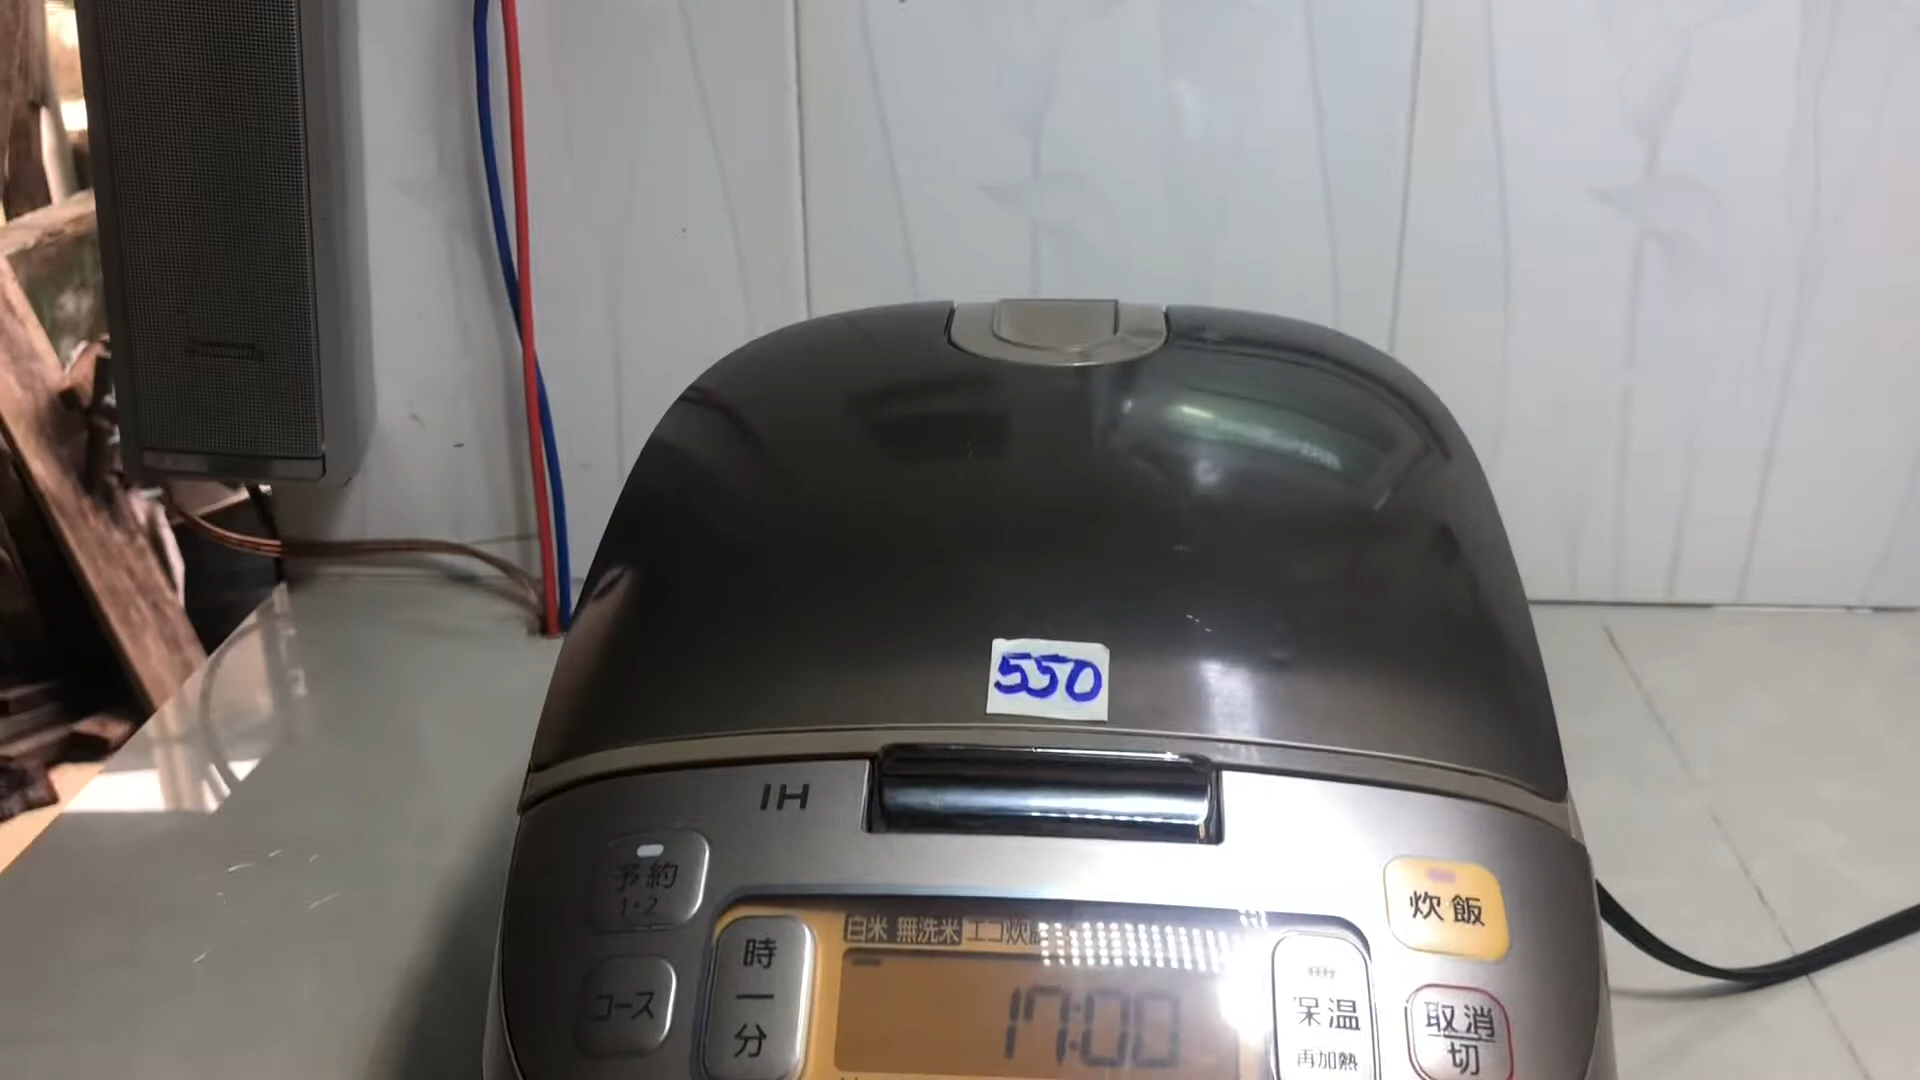 550
IH
予約
1・2
炊飯
白米 無洗米 エコ炊飯
時
分
コース
17:00
保温
再加熱
取消
切